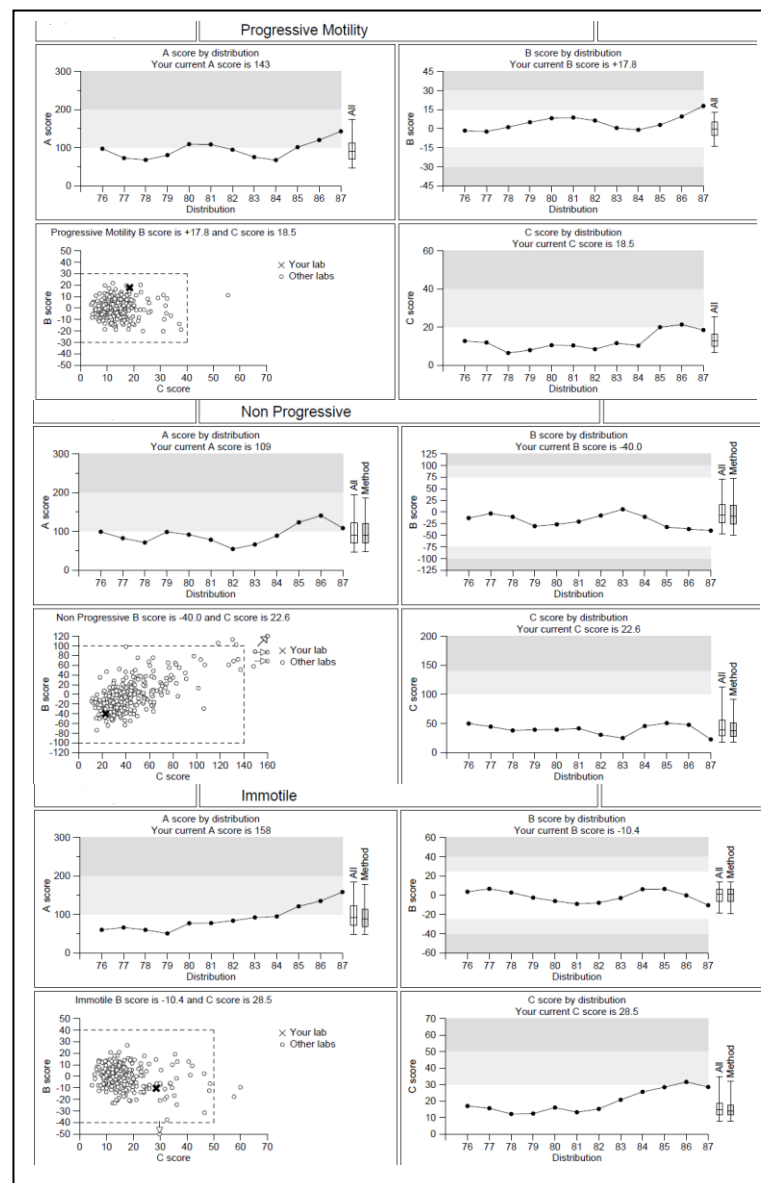 Progressive Motility
A score by distribution
Your current A score is 143
300
200
100
0
A score
76 77 78 79 80 81 82 83 84 85 86 87
Distribution
All
B score by distribution
Your current B score is +17.8
45
30
15
0
-15
-30
-45
B score
76 77 78 79 80 81 82 83 84 85 86 87
Distribution
All
Progressive Motility B score is +17.8 and C score is 18.5
50
40
30
20
10
0
-10
-20
-30
-40
-50
B score
0 10 20 30 40 50 60 70
C score
Your lab
Other labs
C score by distribution
Your current C score is 18.5
60
40
20
0
C score
76 77 78 79 80 81 82 83 84 85 86 87
Distribution
All
Non Progressive
A score by distribution
Your current A score is 109
300
200
100
0
A score
76 77 78 79 80 81 82 83 84 85 86 87
Distribution
All
Method
B score by distribution
Your current B score is -40.0
125
100
75
50
25
0
-25
-50
-75
-100
-125
B score
76 77 78 79 80 81 82 83 84 85 86 87
Distribution
All
Method
Non Progressive B score is -40.0 and C score is 22.6
120
100
80
60
40
20
0
-20
-40
-60
-80
-100
-120
B score
0 20 40 60 80 100 120 140 160
C score
Your lab
Other labs
C score by distribution
Your current C score is 22.6
200
150
100
50
0
C score
76 77 78 79 80 81 82 83 84 85 86 87
Distribution
All
Method
Immotile
A score by distribution
Your current A score is 158
300
200
100
0
A score
76 77 78 79 80 81 82 83 84 85 86 87
Distribution
All
Method
B score by distribution
Your current B score is -10.4
60
40
20
0
-20
-40
-60
B score
76 77 78 79 80 81 82 83 84 85 86 87
Distribution
All
Method
Immotile B score is -10.4 and C score is 28.5
50
40
30
20
10
0
-10
-20
-30
-40
-50
B score
0 10 20 30 40 50 60 70
C score
Your lab
Other labs
C score by distribution
Your current C score is 28.5
70
60
50
40
30
20
10
0
C score
76 77 78 79 80 81 82 83 84 85 86 87
Distribution
All
Method